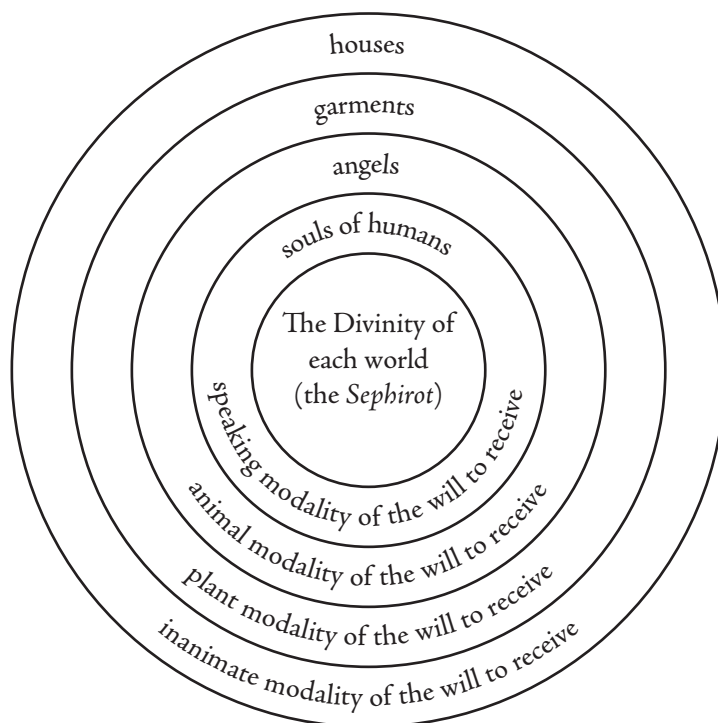 houses
garments
angels
souls of humans
The Divinity of
each world
(the Sephirot)
speaking modality of the will to receive
animal modality of the will to receive
plant modality of the will to receive
inanimate modality of the will to receive